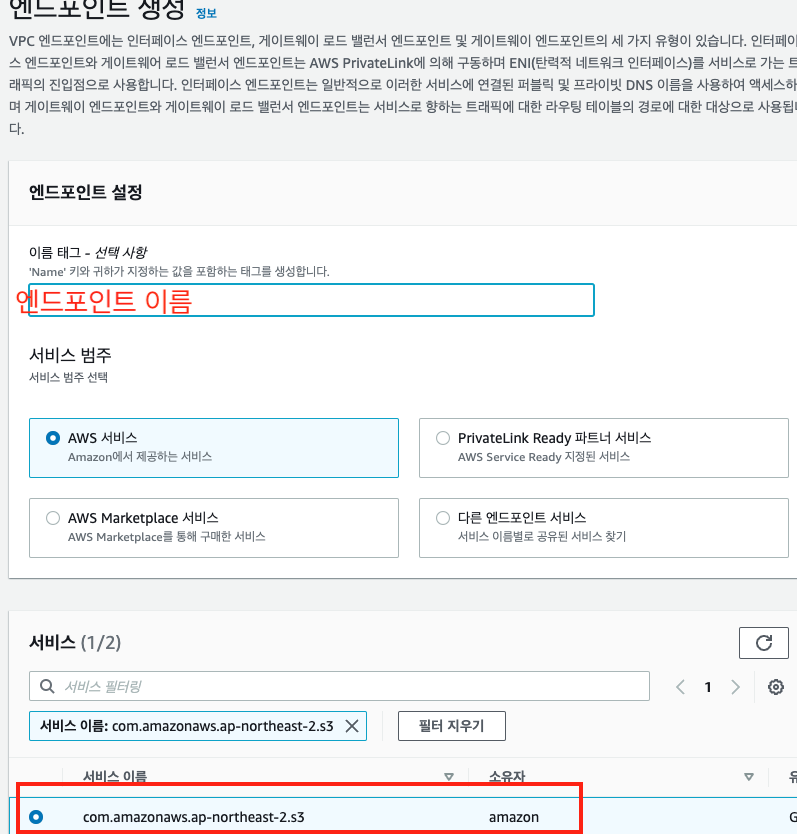 엔드포인트 생성 정보
VPC 엔드포인트에는 인터페이스 엔드포인트, 게이트웨이 로드 밸런서 엔드포인트 및 게이트웨이 엔드포인트의 세 가지 유형이 있습니다. 인터페이
스 엔드포인트와 게이트웨어 로드 밸런서 엔드포인트는 AWS PrivateLink에 의해 구동하며 ENI(탄력적 네트워크 인터페이스)를 서비스로 가는 트
래픽의 진입점으로 사용합니다. 인터페이스 엔드포인트는 일반적으로 이러한 서비스에 연결된 퍼블릭 및 프라이빗 DNS 이름을 사용하여 액세스하
며 게이트웨이 엔드포인트와 게이트웨이 로드 밸런서 엔드포인트는 서비스로 향하는 트래픽에 대한 라우팅 테이블의 경로에 대한 대상으로 사용됩니
다.
엔드포인트 설정
이름 태그 - 선택 사항
'Name' 키와 귀하가 지정하는 값을 포함하는 태그를 생성합니다.
엔드포인트 이름
서비스 범주
서비스 범주 선택
AWS 서비스
Amazon에서 제공하는 서비스
PrivateLink Ready 파트너 서비스
AWS Service Ready 지정된 서비스
AWS Marketplace 서비스
AWS Marketplace를 통해 구매한 서비스
다른 엔드포인트 서비스
서비스 이름별로 공유된 서비스 찾기
서비스 (1/2)
서비스 필터링
1
서비스 이름: com.amazonaws.ap-northeast-2.s3
필터 지우기
서비스 이름 소유자
com.amazonaws.ap-northeast-2.s3 amazon